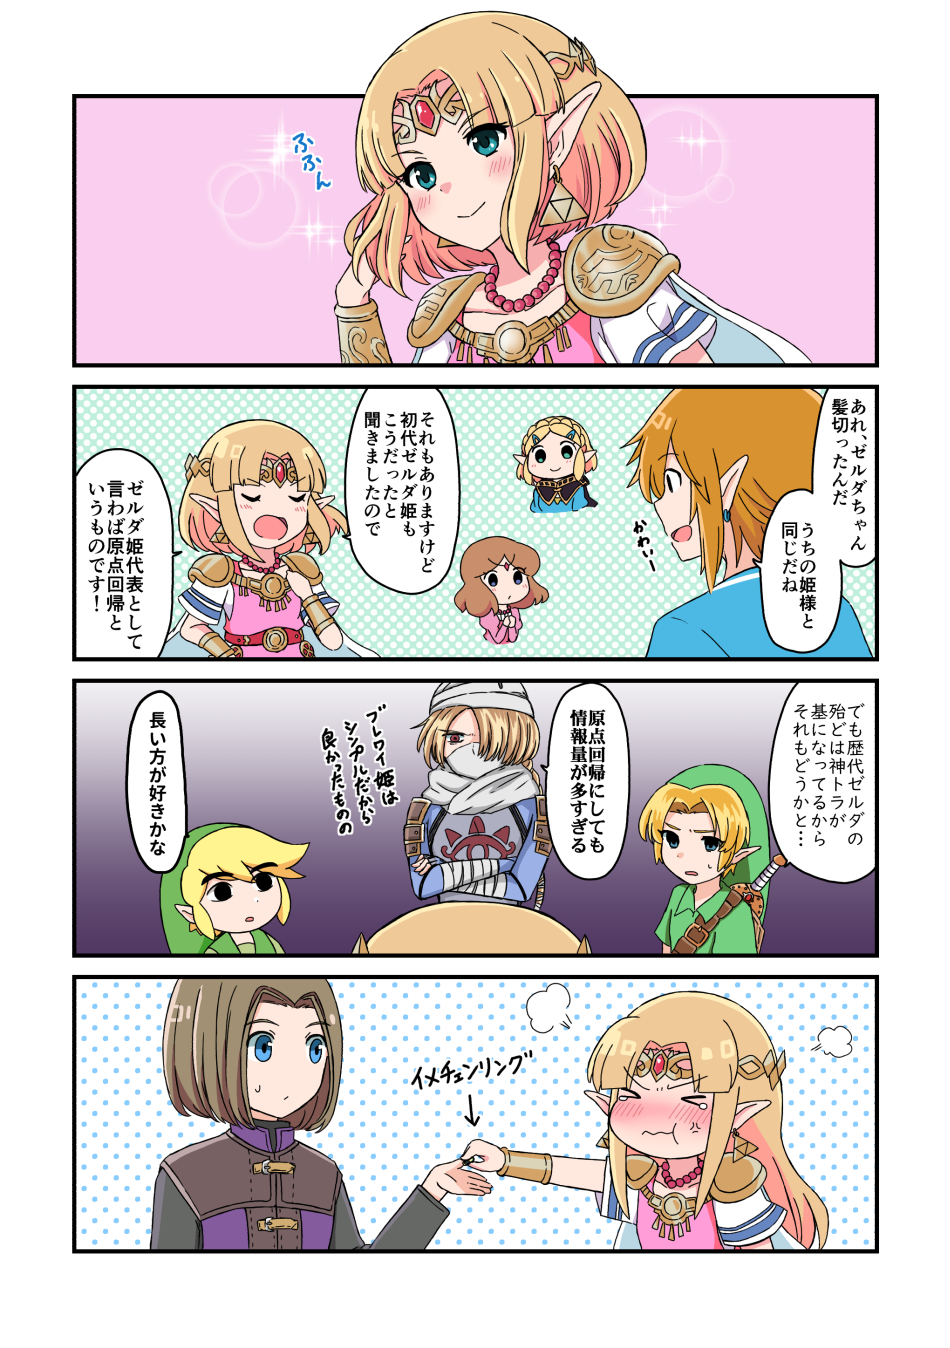 ふふん
あれ、ゼルダちゃん
髪切ったんだ
うちの姫様と
同じだね
かわいー
それもありますけど
初代ゼルダ姫も
こうだったと
聞きましたので
ゼルダ姫代表として
言わば原点回帰と
いうものです！
でも歴代ゼルダの
殆どは神トラが
基になってるから
それもどうかと…
原点回帰にしても
情報量が多すぎる
ブレワィ姫は
シンプルだから
良かったものの
長い方が好きかな
イメチェンリング